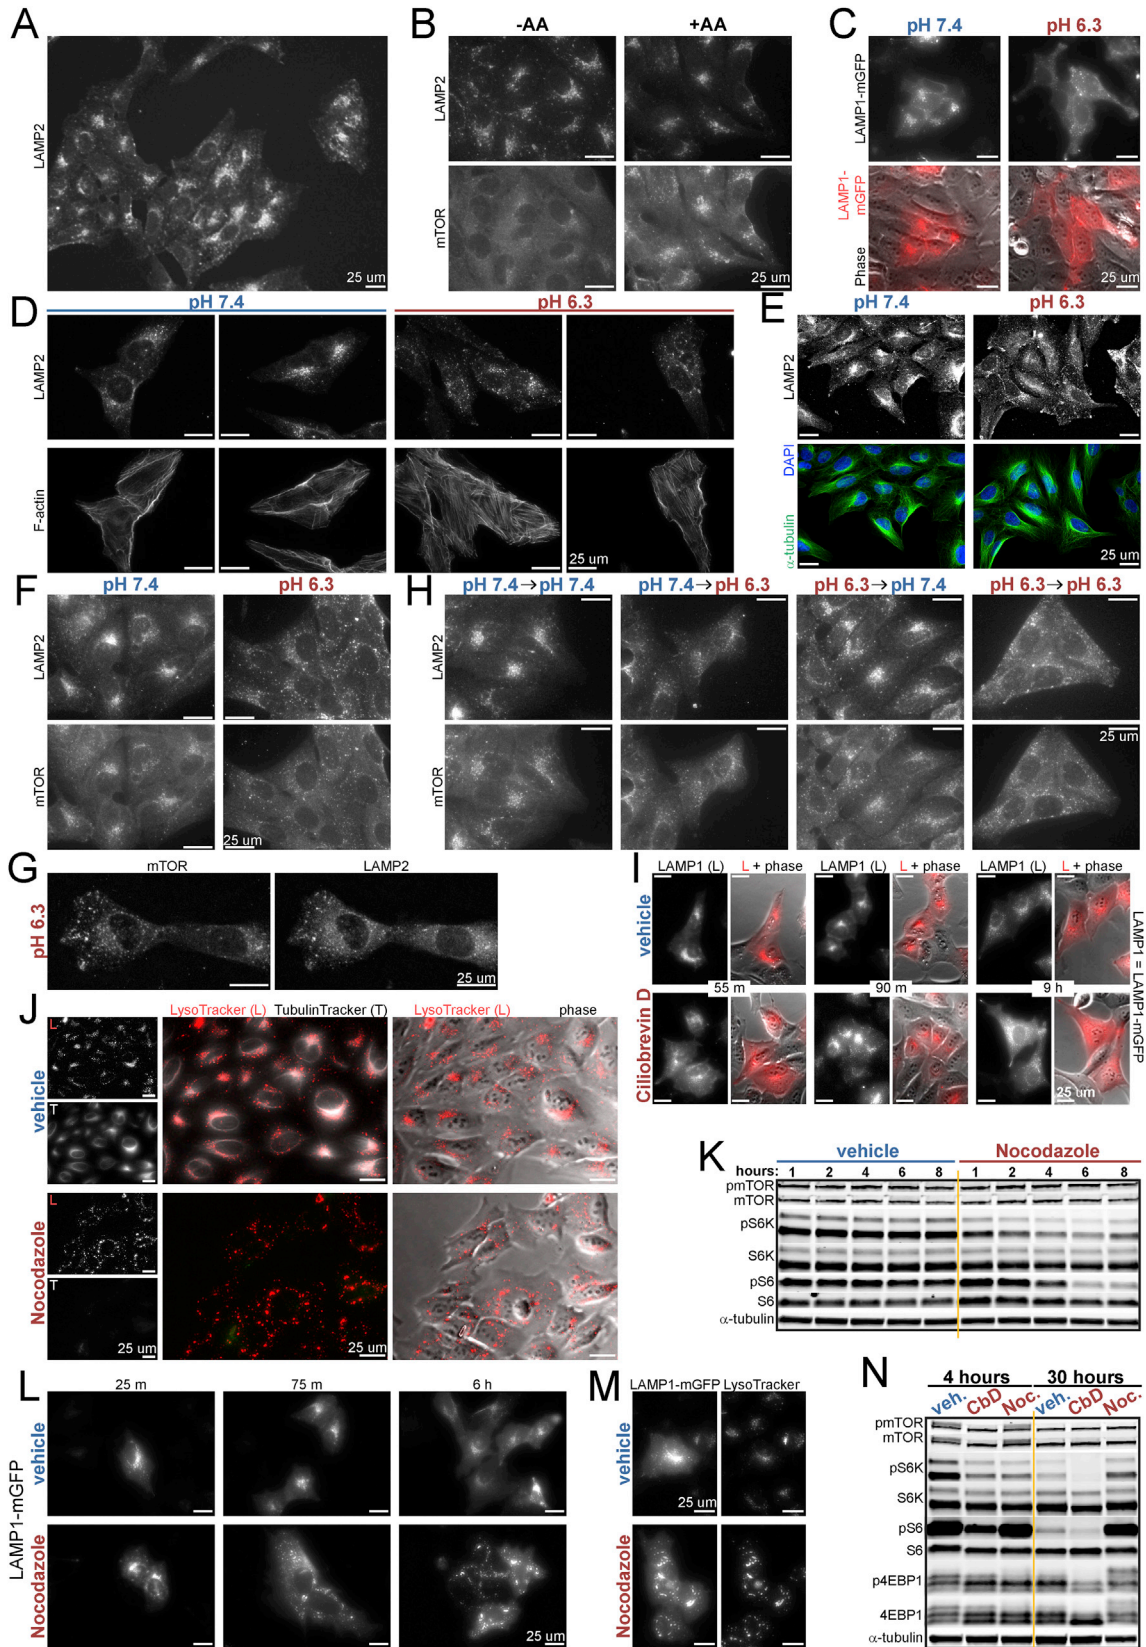 A
LAMP2
25 um
B
-AA
+AA
LAMP2
mTOR
25 um
C
pH 7.4
pH 6.3
LAMP1-mGFP
LAMP1-
mGFP
Phase
25 um
D
pH 7.4
pH 6.3
LAMP2
F-actin
25 um
E
pH 7.4
pH 6.3
LAMP2
DAPI
α-tubulin
25 um
F
pH 7.4
pH 6.3
LAMP2
mTOR
25 um
H
pH 7.4→pH 7.4
pH 7.4→pH 6.3
pH 6.3→pH 7.4
pH 6.3→pH 6.3
LAMP2
mTOR
25 um
G
mTOR
LAMP2
pH 6.3
25 um
I
LAMP1 (L)
L + phase
LAMP1 (L)
L + phase
LAMP1 (L)
L + phase
vehicle
Ciliobrevin D
55 m
90 m
9 h
25 um
LAMP1 = LAMP1-mGFP
J
LysoTracker (L)
TubulinTracker (T)
LysoTracker (L)
phase
vehicle
L
T
Nocodazole
L
T
25 um
25 um
K
vehicle
Nocodazole
hours: 1 2 4 6 8 1 2 4 6 8
pmTOR
mTOR
pS6K
S6K
pS6
S6
α-tubulin
L
25 m
75 m
6 h
LAMP1-mGFP
vehicle
Nocodazole
25 um
M
LAMP1-mGFP
LysoTracker
vehicle
25 um
Nocodazole
N
4 hours
30 hours
veh. CbD Noc. veh. CbD Noc.
pmTOR
mTOR
pS6K
S6K
pS6
S6
p4EBP1
4EBP1
α-tubulin